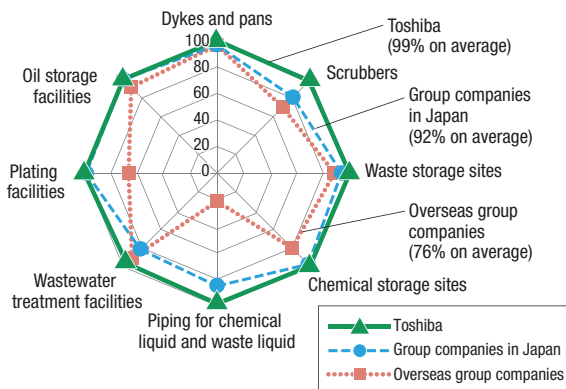 Dykes and pans
100
80
60
40
20
0
Toshiba
(99% on average)
Scrubbers
Group companies
in Japan
(92% on average)
Waste storage sites
Overseas group
companies
(76% on average)
Chemical storage sites
Piping for chemical
liquid and waste liquid
Wastewater
treatment facilities
Plating
facilities
Oil storage
facilities
Toshiba
Group companies in Japan
Overseas group companies